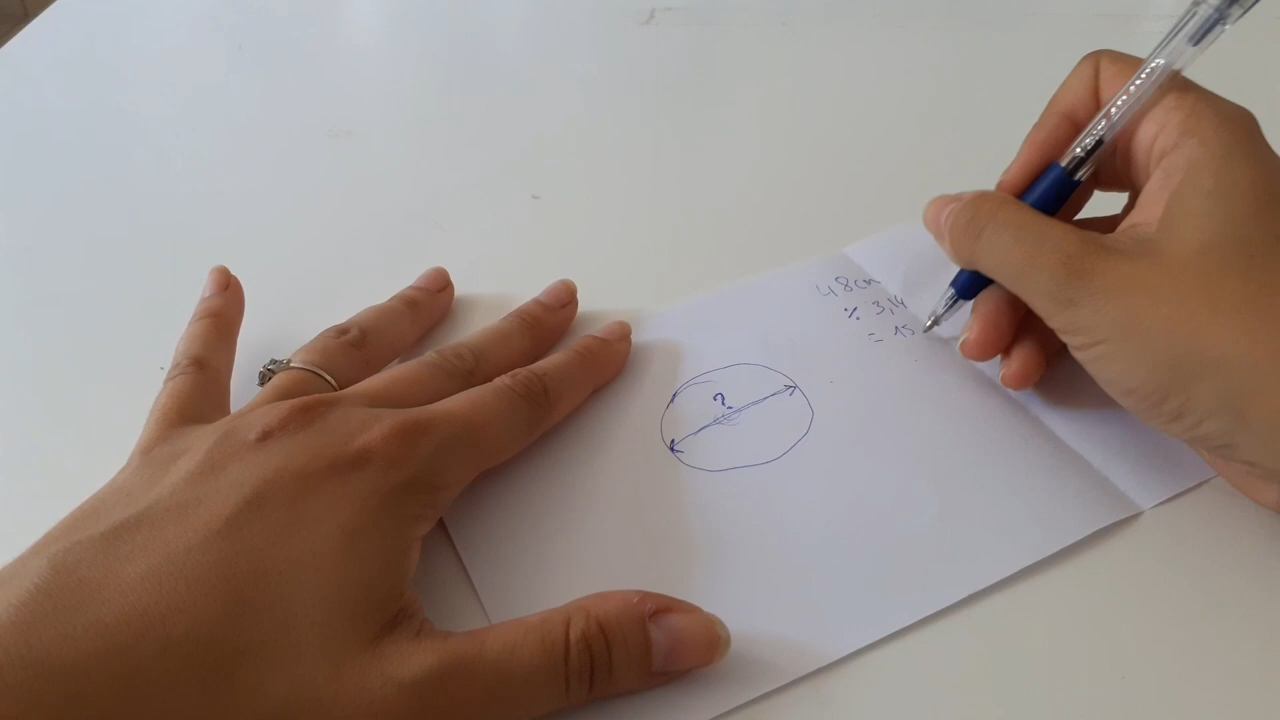 48cm
% 3,14
= 15
?